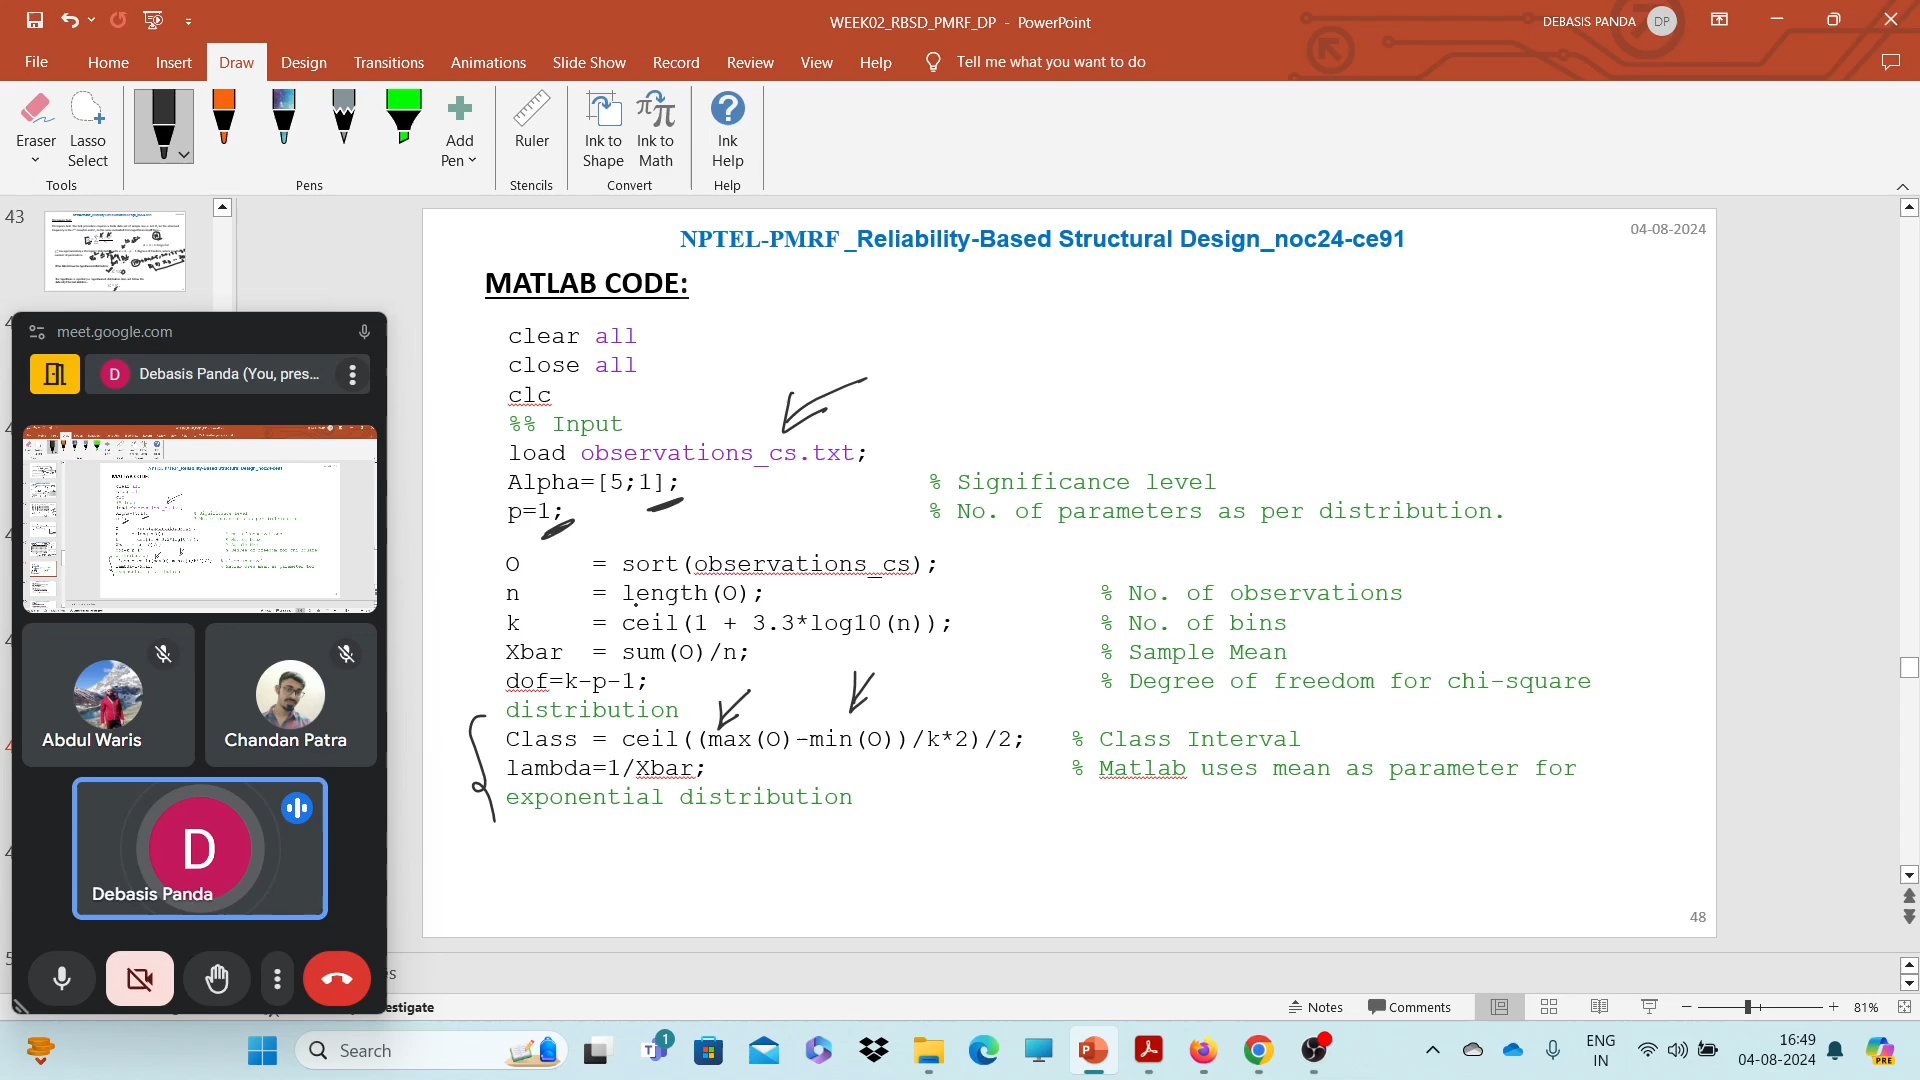 WEEK02_RBSD_PMRF_DP - PowerPoint
DEBASIS PANDA DP
File Home Insert Draw Design Transitions Animations Slide Show Record Review View Help Tell me what you want to do
Eraser
Lasso Select
Add Pen
Ruler
Ink to Shape
Ink to Math
Ink Help
Tools Pens Stencils Convert Help
43
04-08-2024
NPTEL-PMRF _Reliability-Based Structural Design_noc24-ce91
MATLAB CODE:
clear all
close all
clc
%% Input
load observations_cs.txt;
Alpha=[5;1]; % Significance level
p=1; % No. of parameters as per distribution.
O = sort(observations_cs);
n = length(O); % No. of observations
k = ceil(1 + 3.3*log10(n)); % No. of bins
Xbar = sum(O)/n; % Sample Mean
dof=k-p-1; % Degree of freedom for chi-square
distribution
Class = ceil((max(O)-min(O))/k*2)/2; % Class Interval
lambda=1/Xbar; % Matlab uses mean as parameter for
exponential distribution
48
meet.google.com
D Debasis Panda (You, pres...
Abdul Waris
Chandan Patra
D
Debasis Panda
estigate
Notes Comments 81%
Search
1
ENG
IN
16:49
04-08-2024
PRE